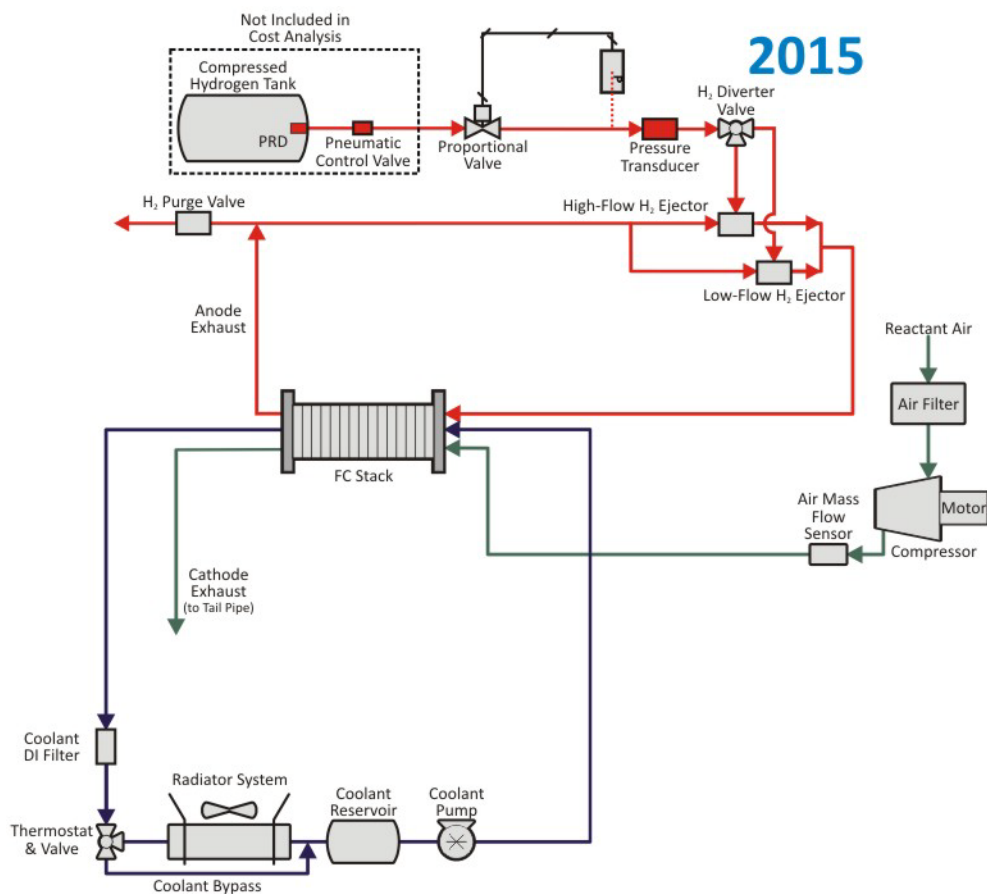 Not Included in
Cost Analysis
2015
Compressed
Hydrogen Tank
PRD
Pneumatic
Control Valve
Proportional
Valve
P
Pressure
Transducer
H₂ Diverter
Valve
H₂ Purge Valve
High-Flow H₂ Ejector
Low-Flow H₂ Ejector
Anode
Exhaust
Reactant Air
Air Filter
FC Stack
Air Mass
Flow
Sensor
Motor
Compressor
Cathode
Exhaust
(to Tail Pipe)
Coolant
DI Filter
Radiator System
Coolant
Reservoir
Coolant
Pump
Thermostat
& Valve
Coolant Bypass